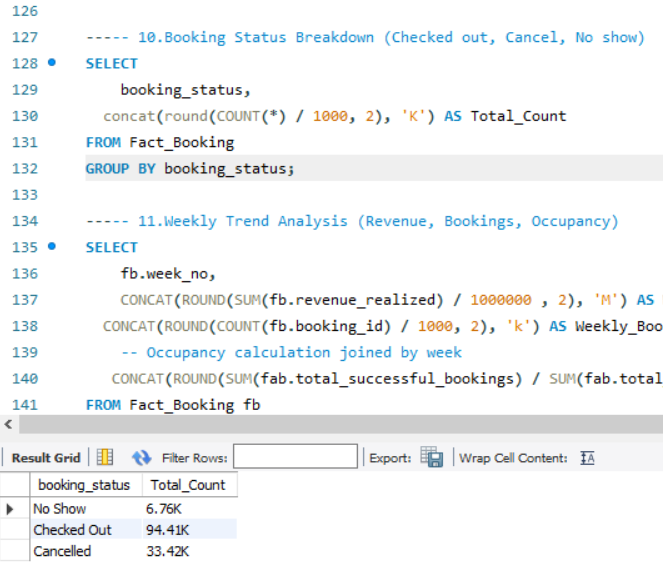 126
127 ----- 10.Booking Status Breakdown (Checked out, Cancel, No show)
128 SELECT
129 booking_status,
130 concat(round(COUNT(*) / 1000, 2), 'K') AS Total_Count
131 FROM Fact_Booking
132 GROUP BY booking_status;
133
134 ----- 11.Weekly Trend Analysis (Revenue, Bookings, Occupancy)
135 SELECT
136 fb.week_no,
137 CONCAT(ROUND(SUM(fb.revenue_realized) / 1000000 , 2), 'M') AS
138 CONCAT(ROUND(COUNT(fb.booking_id) / 1000, 2), 'k') AS Weekly_Boo
139 -- Occupancy calculation joined by week
140 CONCAT(ROUND(SUM(fab.total_successful_bookings) / SUM(fab.total
141 FROM Fact_Booking fb
Result Grid Filter Rows: Export: Wrap Cell Content: IA
booking_status Total_Count
No Show 6.76K
Checked Out 94.41K
Cancelled 33.42K